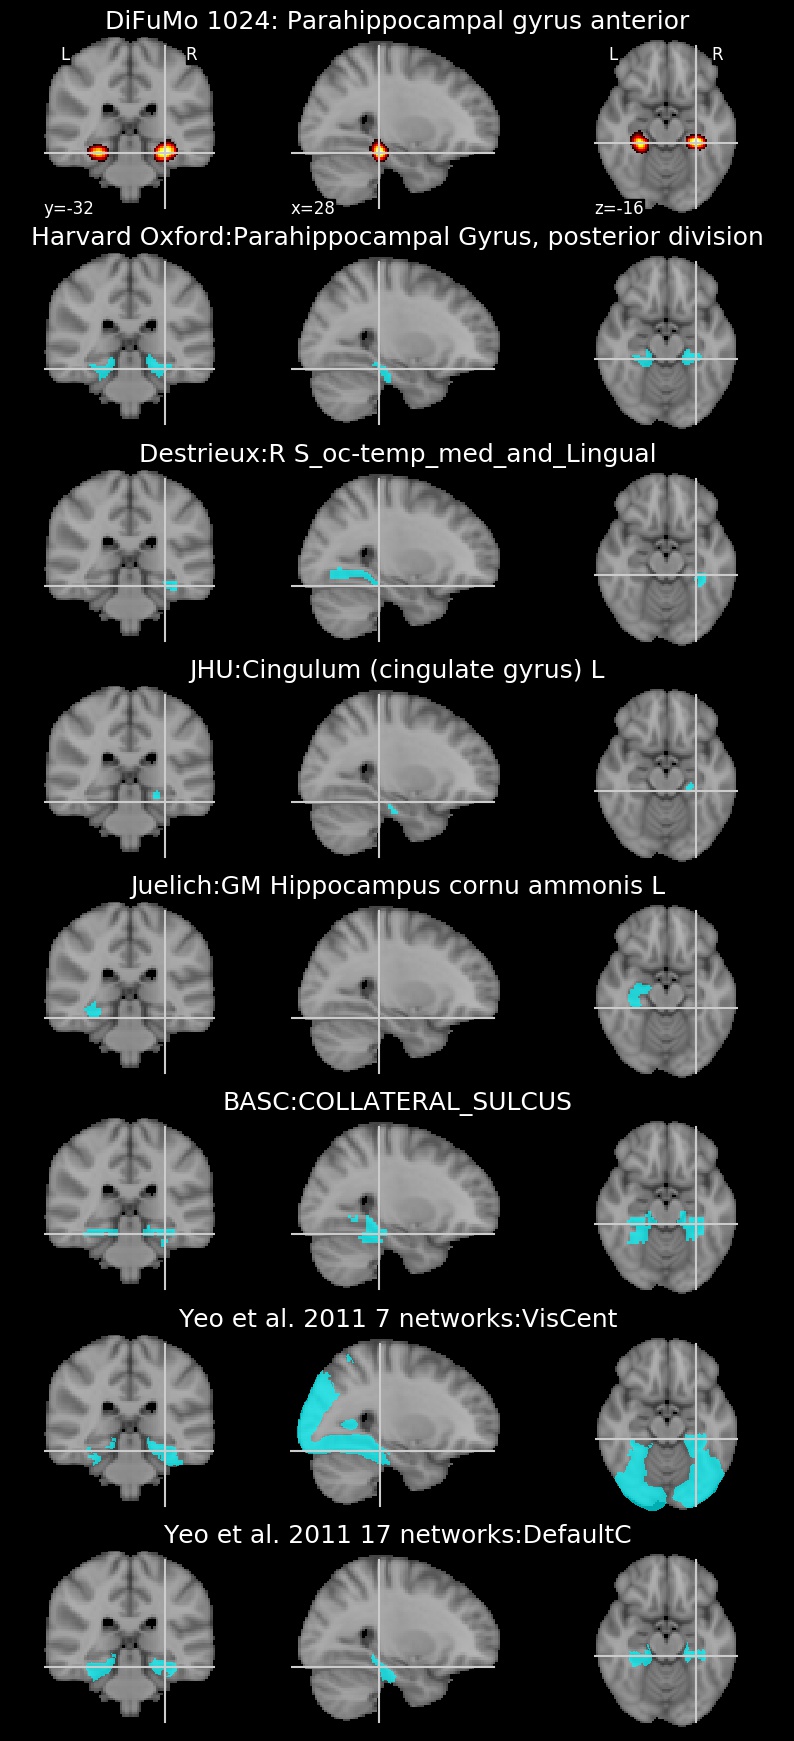 DiFuMo 1024: Parahippocampal gyrus anterior
L R L R
y=-32 x=28 z=-16
Harvard Oxford:Parahippocampal Gyrus, posterior division
Destrieux:R S_oc-temp_med_and_Lingual
JHU:Cingulum (cingulate gyrus) L
Juelich:GM Hippocampus cornu ammonis L
BASC:COLLATERAL_SULCUS
Yeo et al. 2011 7 networks:VisCent
Yeo et al. 2011 17 networks:DefaultC